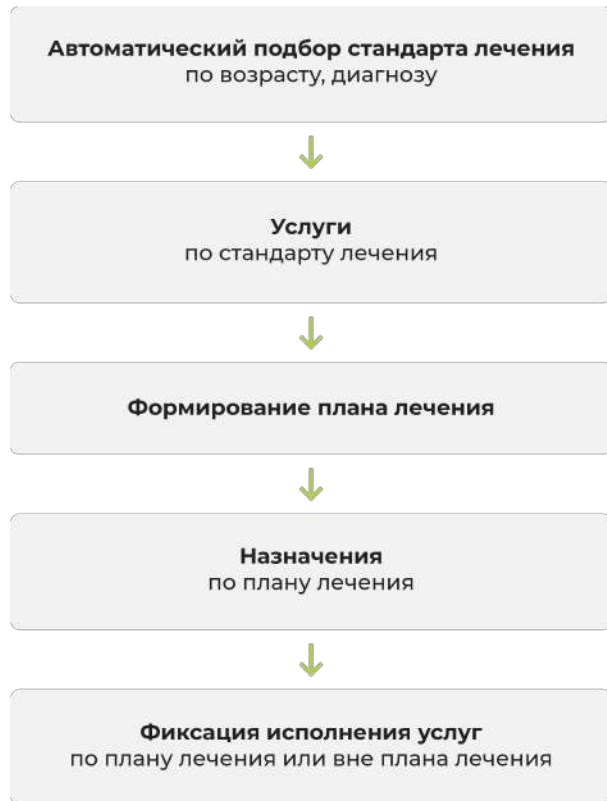 Автоматический подбор стандарта лечения
по возрасту, диагнозу
Услуги
по стандарту лечения
Формирование плана лечения
Назначения
по плану лечения
Фиксация исполнения услуг
по плану лечения или вне плана лечения